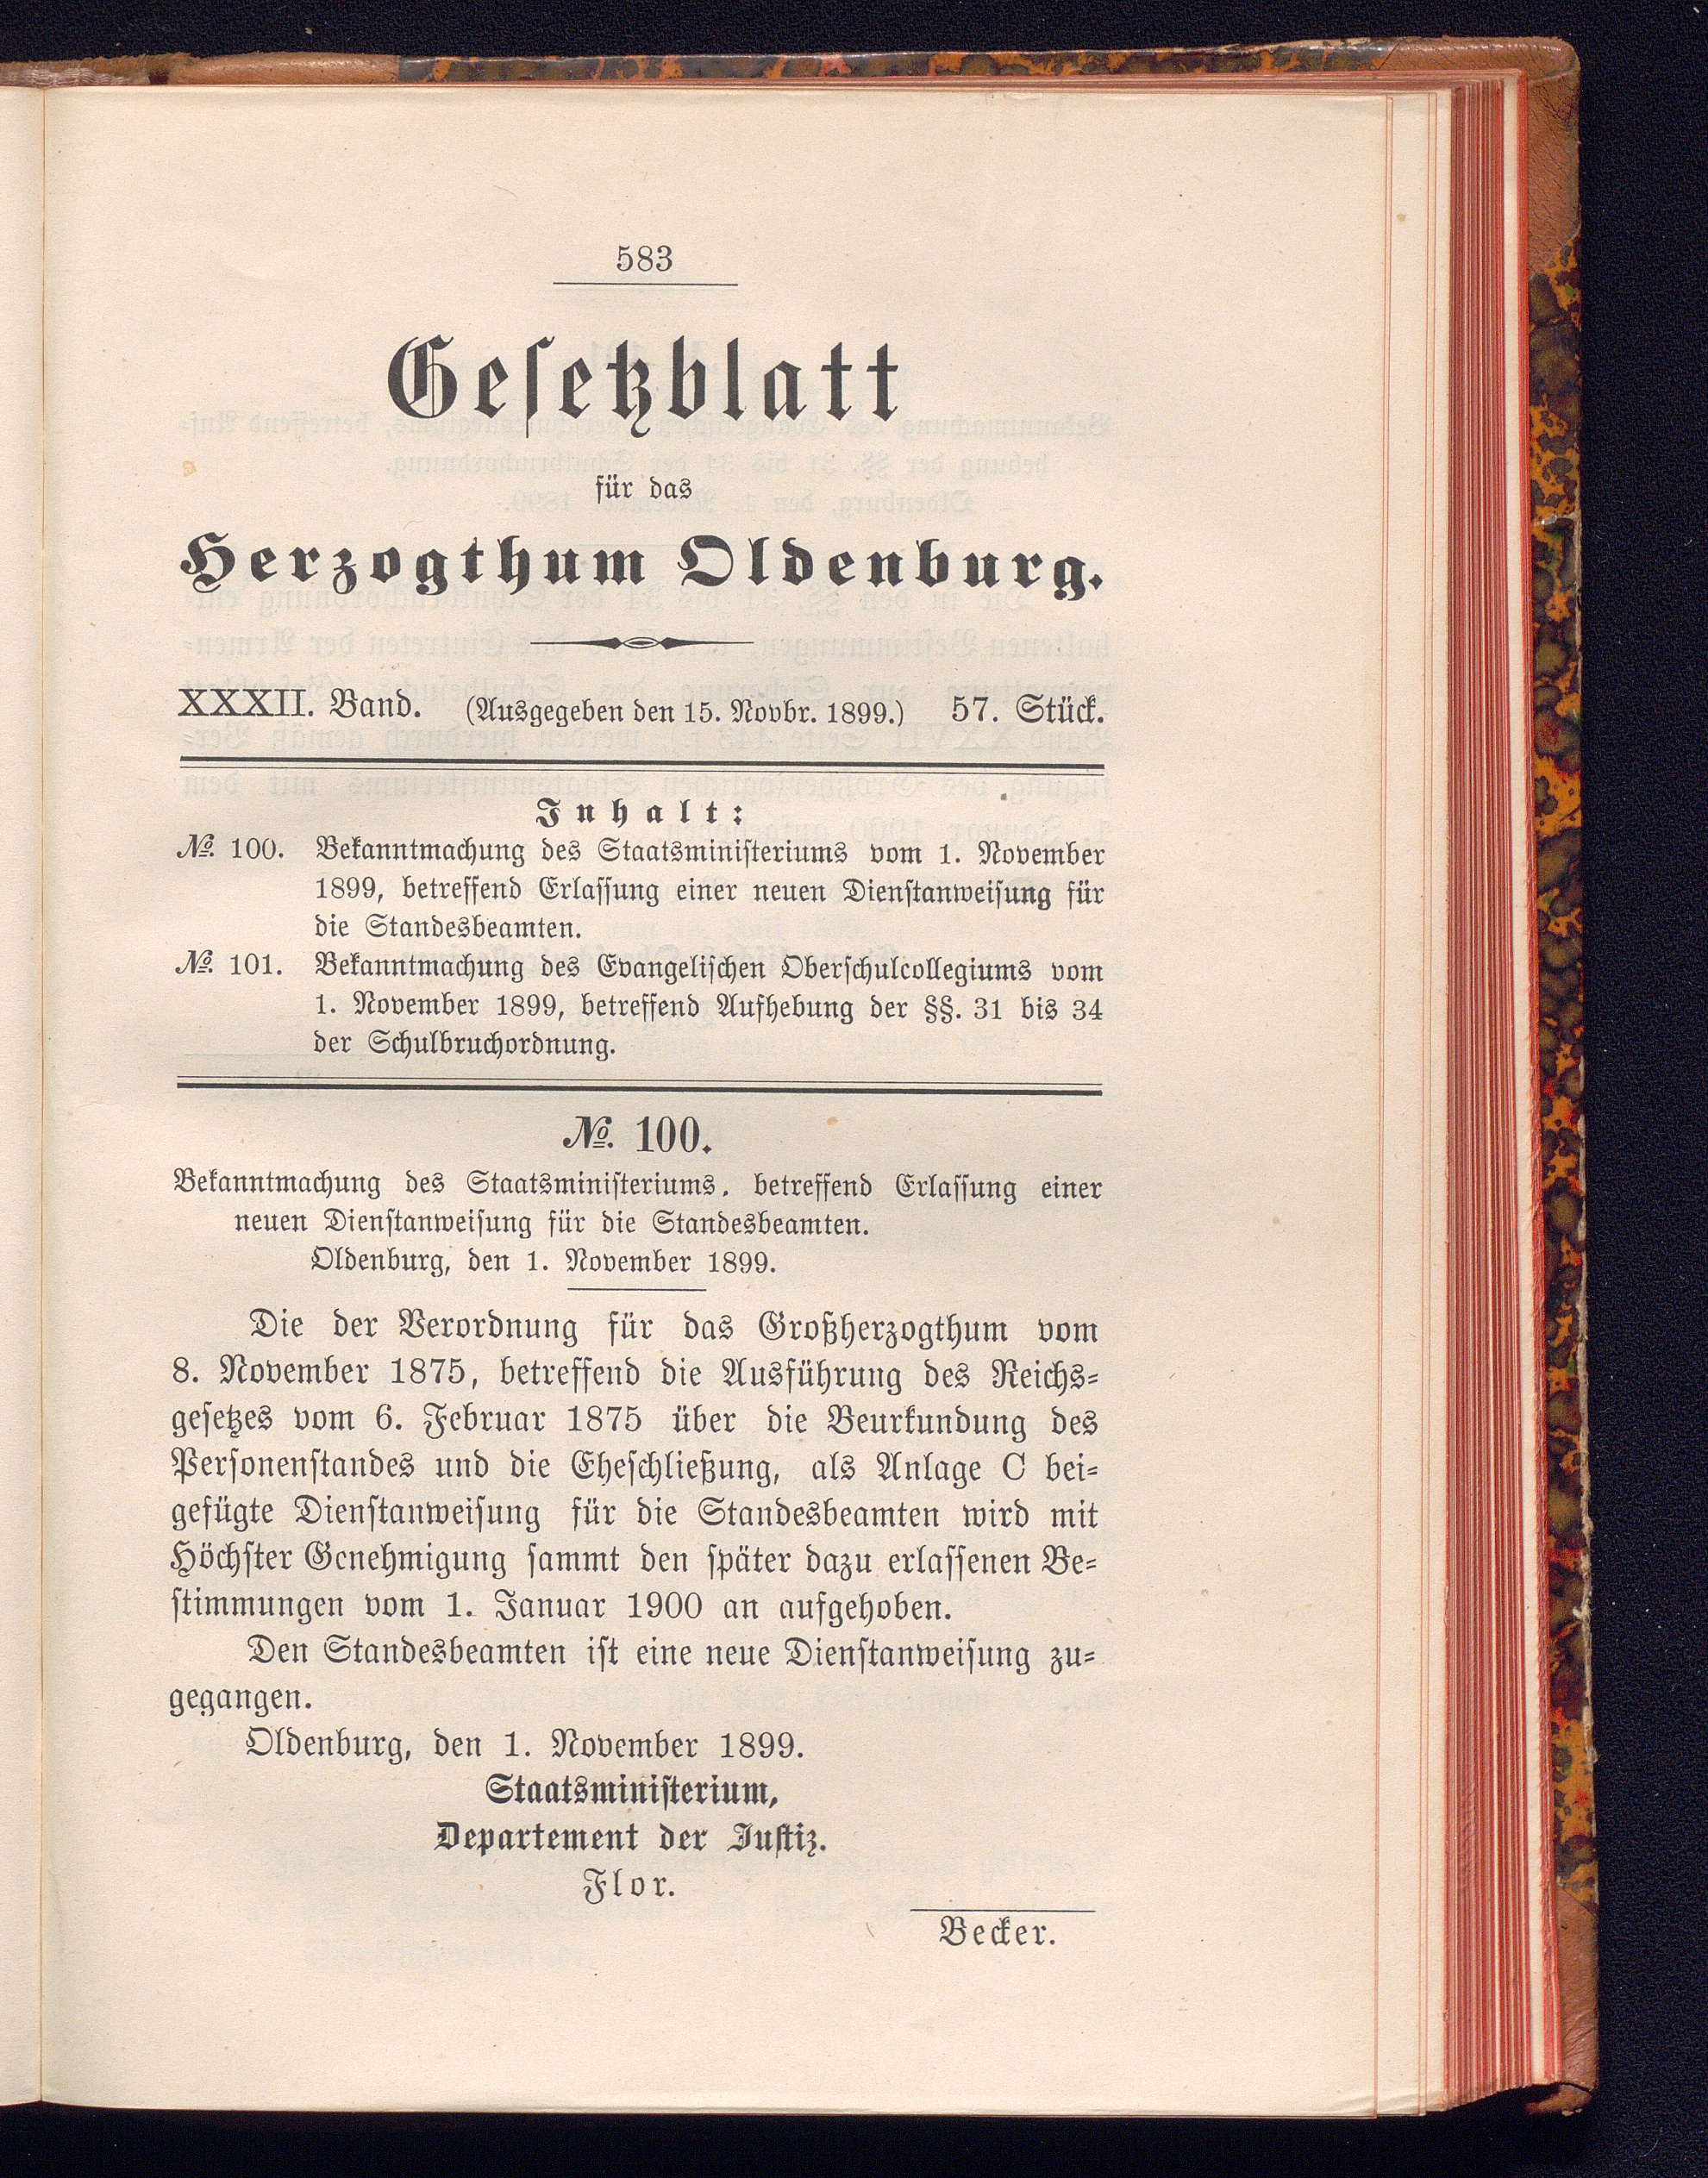 583
Gesetzblatt
für das
Herzogthum Oldenburg.
XXXII. Band. (Ausgegeben den 15. Novbr. 1899.) 57. Stück.
Inhalt:
№ 100. Bekanntmachung des Staatsministeriums vom 1. November
1899, betreffend Erlassung einer neuen Dienstanweisung für
die Standesbeamten.
№ 101. Bekanntmachung des Evangelischen Oberschulcollegiums vom
1. November 1899, betreffend Aufhebung der §§. 31 bis 34
der Schulbruchordnung.
№ 100.
Bekanntmachung des Staatsministeriums, betreffend Erlassung einer
neuen Dienstanweisung für die Standesbeamten.
Oldenburg, den 1. November 1899.
Die der Verordnung für das Großherzogthum vom
8. November 1875, betreffend die Ausführung des Reichs-
gesetzes vom 6. Februar 1875 über die Beurkundung des
Personenstandes und die Eheschließung, als Anlage C bei-
gefügte Dienstanweisung für die Standesbeamten wird mit
Höchster Genehmigung sammt den später dazu erlassenen Be-
stimmungen vom 1. Januar 1900 an aufgehoben.
Den Standesbeamten ist eine neue Dienstanweisung zu-
gegangen.
Oldenburg, den 1. November 1899.
Staatsministerium,
Departement der Justiz.
Flor.
Becker.